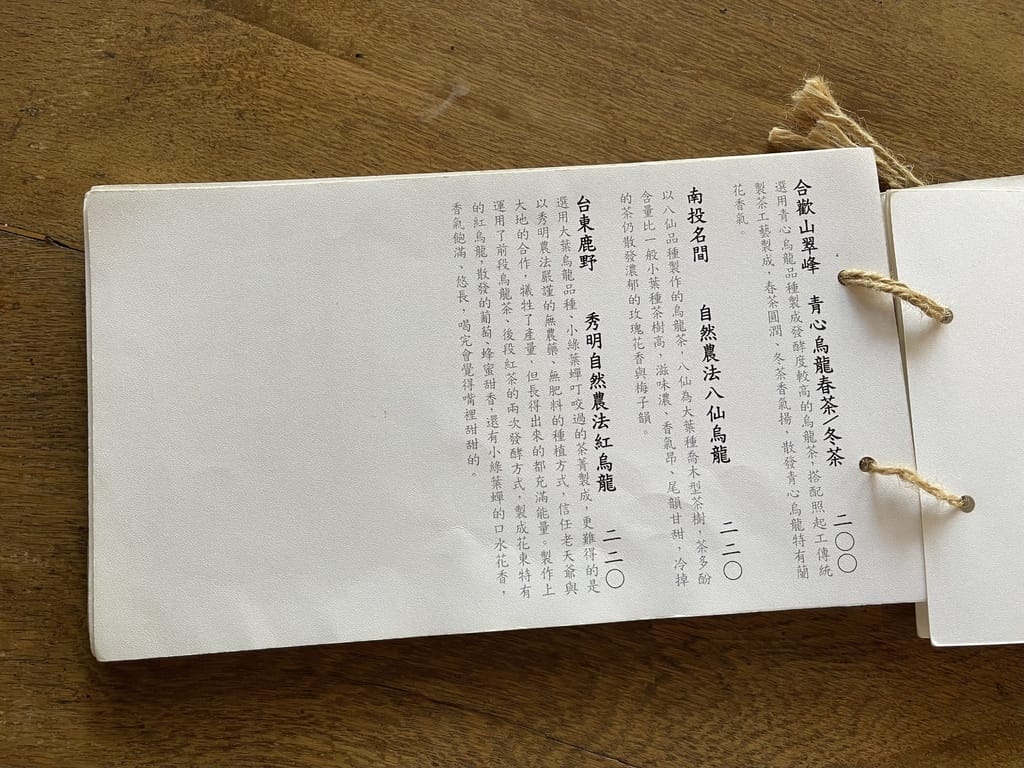 合歡山翠峰　青心烏龍春茶/冬茶　二〇〇
選用青心烏龍品種製成發酵度較高的烏龍茶，搭配照起工傳統
製茶工藝製成，春茶圓潤、冬茶香氣揚，散發青心烏龍特有蘭
花香氣。
南投名間　自然農法八仙烏龍　二二〇
以八仙品種製作的烏龍茶，八仙為大葉種喬木型茶樹，茶多酚
含量比一般小葉種茶樹高，滋味濃、香氣昂，尾韻甘甜，冷掉
的茶仍散發濃郁的玫瑰花香與梅子韻。
台東鹿野　秀明自然農法紅烏龍　二二〇
選用大葉烏龍品種、小綠葉蟬叮咬過的茶菁製成，更難得的是
以秀明農法嚴謹的無農藥、無肥料的種植方式，信任老天爺與
大地的合作，犧牲了產量，但長得出來的都充滿能量。製作上
運用了前段烏龍茶、後段紅茶的兩次發酵方式，製成花東特有
的紅烏龍，散發的葡萄、蜂蜜甜香，還有小綠葉蟬的口水花香，
香氣飽滿、悠長，喝完會覺得嘴裡甜甜的。